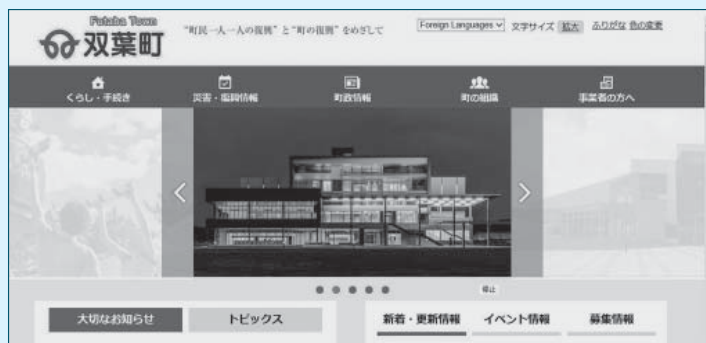 Futaba Town
双葉町
"町民一人一人の復興" と "町の復興" をめざして
Foreign Languages 文字サイズ 拡大 ふりがな 色の変更
くらし・手続き 災害・復興情報 町政情報 町の組織 事業者の方へ
停止
大切なお知らせ トピックス 新着・更新情報 イベント情報 募集情報